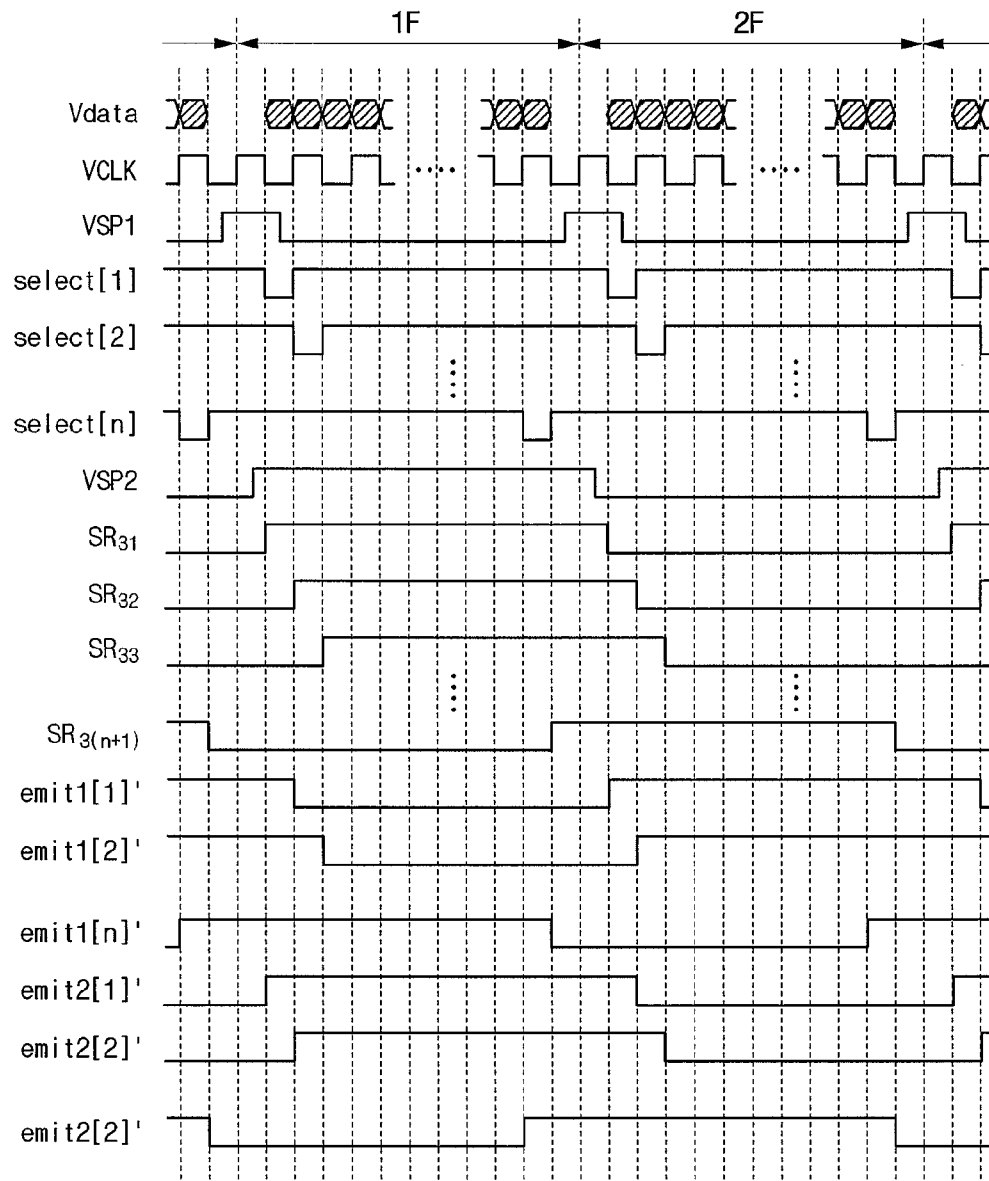 1F 2F
Vdata
VCLK
VSP1
select[1]
select[2]
select[n]
VSP2
SR31
SR32
SR33
SR3(n+1)
emit1[1]'
emit1[2]'
emit1[n]'
emit2[1]'
emit2[2]'
emit2[2]'